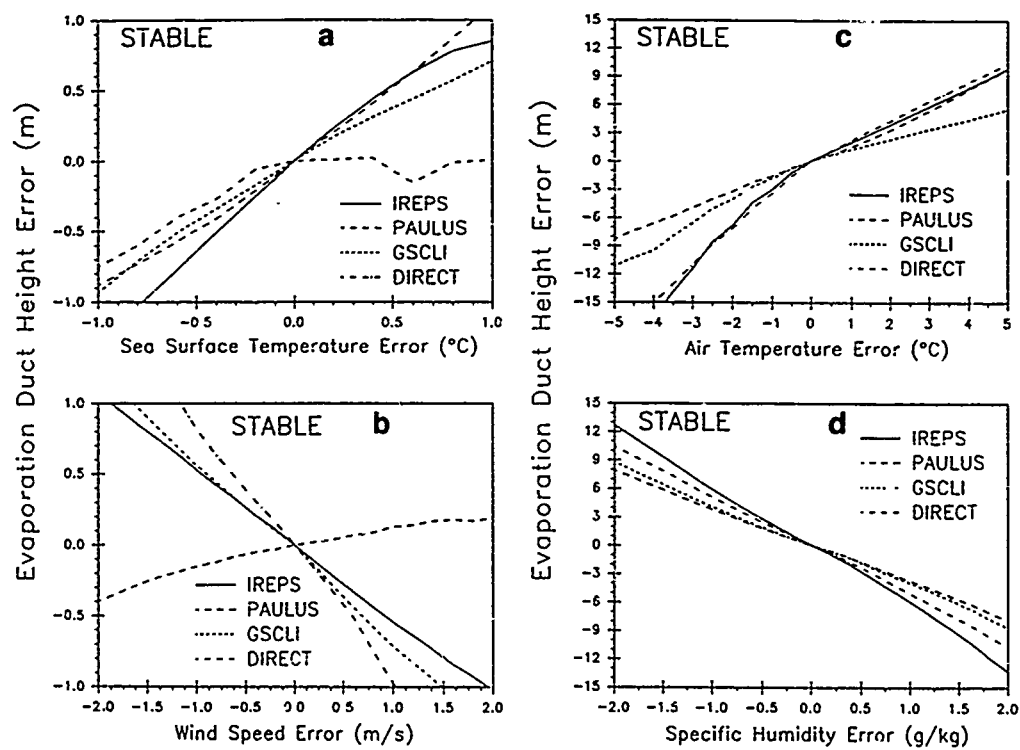 Evaporation Duct Height Error (m)
STABLE
a
1.0
0.5
0.0
-0.5
-1.0
IREPS
PAULUS
GSCLI
DIRECT
-1.0
-0.5
0.0
0.5
1.0
Sea Surface Temperature Error (°C)
Evaporation Duct Height Error (m)
STABLE
c
15
12
9
6
3
0
-3
-6
-9
-12
-15
IREPS
PAULUS
GSCLI
DIRECT
-5 -4 -3 -2 -1 0 1 2 3 4 5
Air Temperature Error (°C)
STABLE
b
1.0
0.5
0.0
-0.5
-1.0
IREPS
PAULUS
GSCLI
DIRECT
-2.0 -1.5 -1.0 -0.5 0.0 0.5 1.0 1.5 2.0
Wind Speed Error (m/s)
STABLE
d
15
12
9
6
3
0
-3
-6
-9
-12
-15
IREPS
PAULUS
GSCLI
DIRECT
-2.0 -1.5 -1.0 -0.5 0.0 0.5 1.0 1.5 2.0
Specific Humidity Error (g/kg)